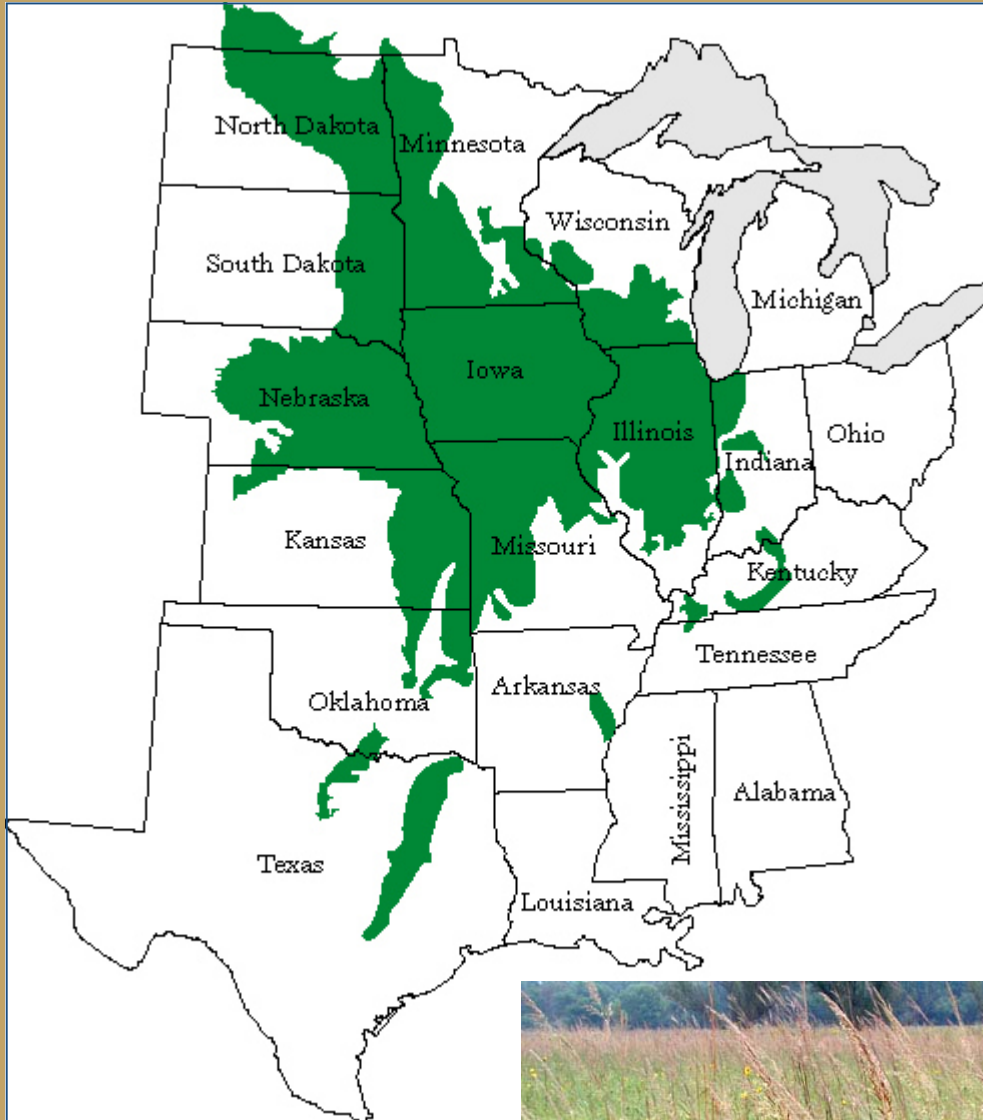 North Dakota
Minnesota
Wisconsin
South Dakota
Michigan
Iowa
Nebraska
Illinois
Ohio
Indiana
Kansas
Missouri
Kentucky
Tennessee
Arkansas
Oklahoma
Mississippi
Alabama
Texas
Louisiana